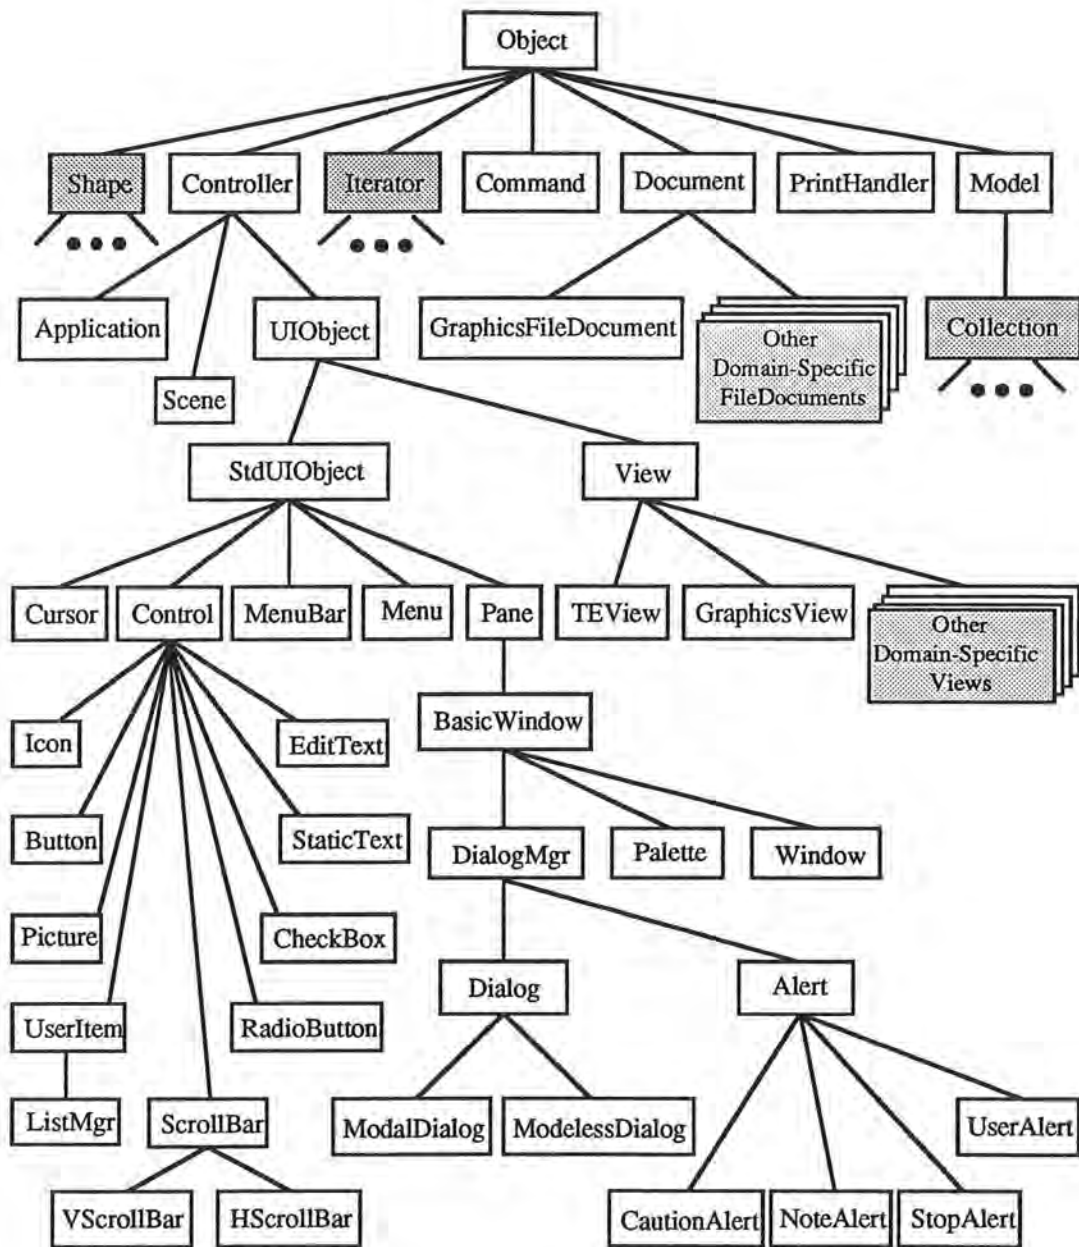 Object
Shape
Controller
Iterator
Command
Document
PrintHandler
Model
Application
UIObject
GraphicsFileDocument
Other
Domain-Specific
FileDocuments
Collection
Scene
StdUIObject
View
Cursor
Control
MenuBar
Menu
Pane
TEView
GraphicsView
Other
Domain-Specific
Views
Icon
EditText
BasicWindow
Button
StaticText
DialogMgr
Palette
Window
Picture
CheckBox
Dialog
Alert
UserItem
RadioButton
ListMgr
ScrollBar
ModalDialog
ModelessDialog
UserAlert
VScrollBar
HScrollBar
CautionAlert
NoteAlert
StopAlert